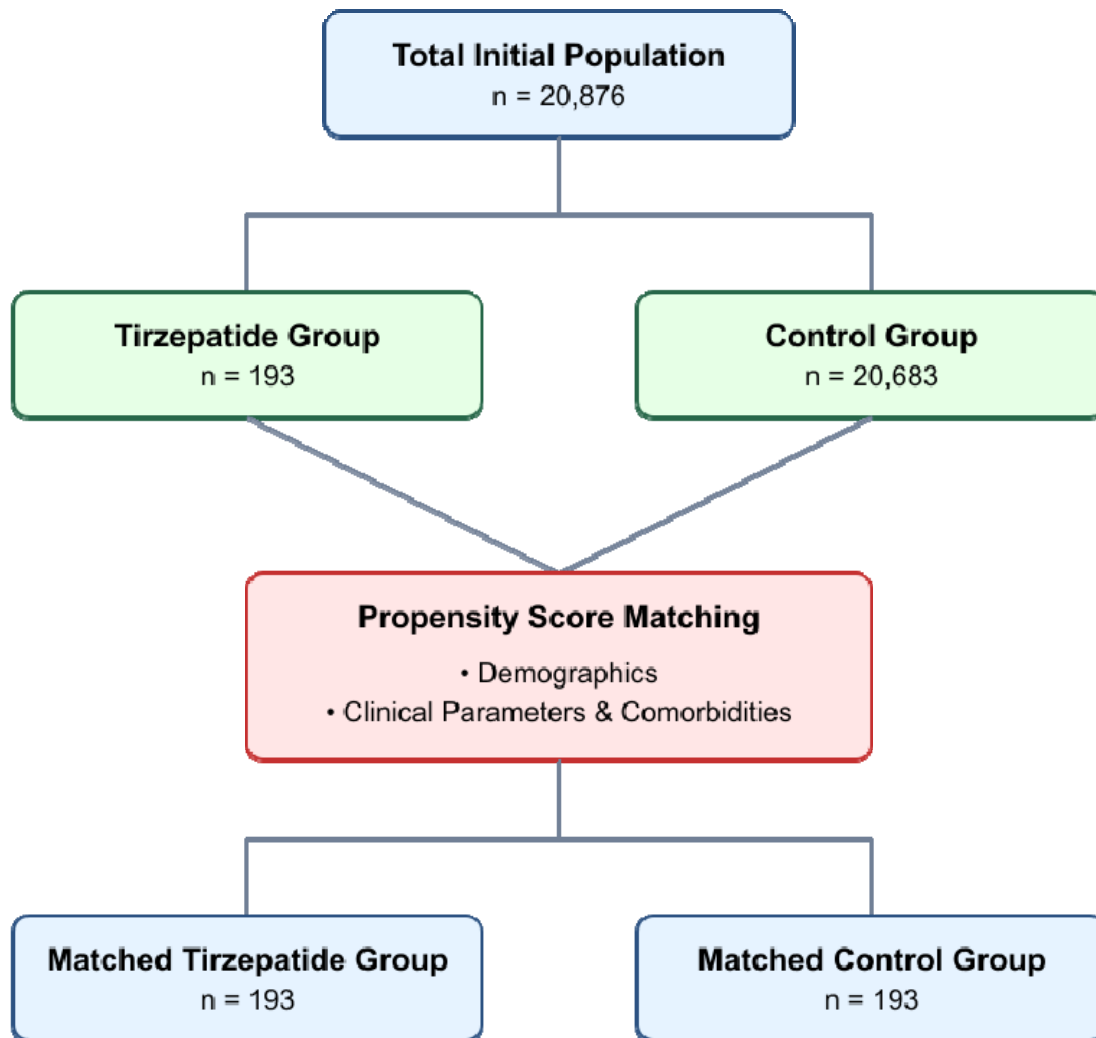 Total Initial Population
n = 20,876
Tirzepatide Group
n = 193
Control Group
n = 20,683
Propensity Score Matching
• Demographics
• Clinical Parameters & Comorbidities
Matched Tirzepatide Group
n = 193
Matched Control Group
n = 193